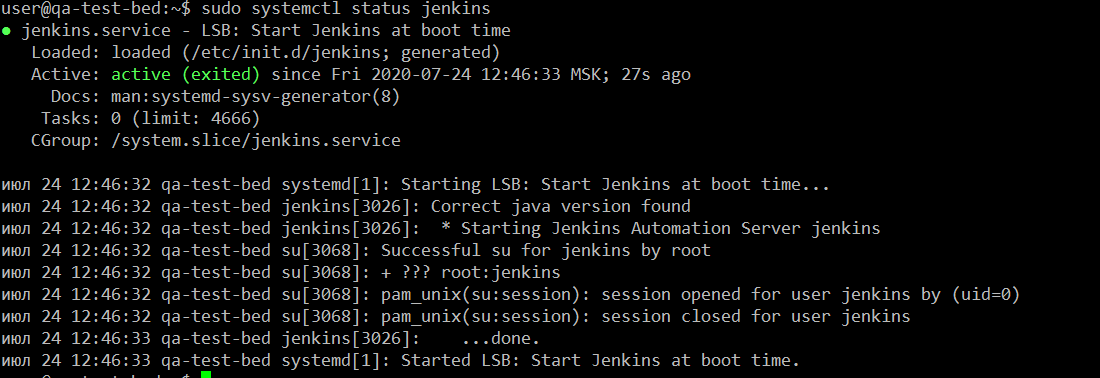 user@qa-test-bed:~$ sudo systemctl status jenkins
● jenkins.service - LSB: Start Jenkins at boot time
   Loaded: loaded (/etc/init.d/jenkins; generated)
   Active: active (exited) since Fri 2020-07-24 12:46:33 MSK; 27s ago
     Docs: man:systemd-sysv-generator(8)
    Tasks: 0 (limit: 4666)
   CGroup: /system.slice/jenkins.service

июл 24 12:46:32 qa-test-bed systemd[1]: Starting LSB: Start Jenkins at boot time...
июл 24 12:46:32 qa-test-bed jenkins[3026]: Correct java version found
июл 24 12:46:32 qa-test-bed jenkins[3026]:  * Starting Jenkins Automation Server jenkins
июл 24 12:46:32 qa-test-bed su[3068]: Successful su for jenkins by root
июл 24 12:46:32 qa-test-bed su[3068]: + ??? root:jenkins
июл 24 12:46:32 qa-test-bed su[3068]: pam_unix(su:session): session opened for user jenkins by (uid=0)
июл 24 12:46:32 qa-test-bed su[3068]: pam_unix(su:session): session closed for user jenkins
июл 24 12:46:33 qa-test-bed jenkins[3026]:    ...done.
июл 24 12:46:33 qa-test-bed systemd[1]: Started LSB: Start Jenkins at boot time.